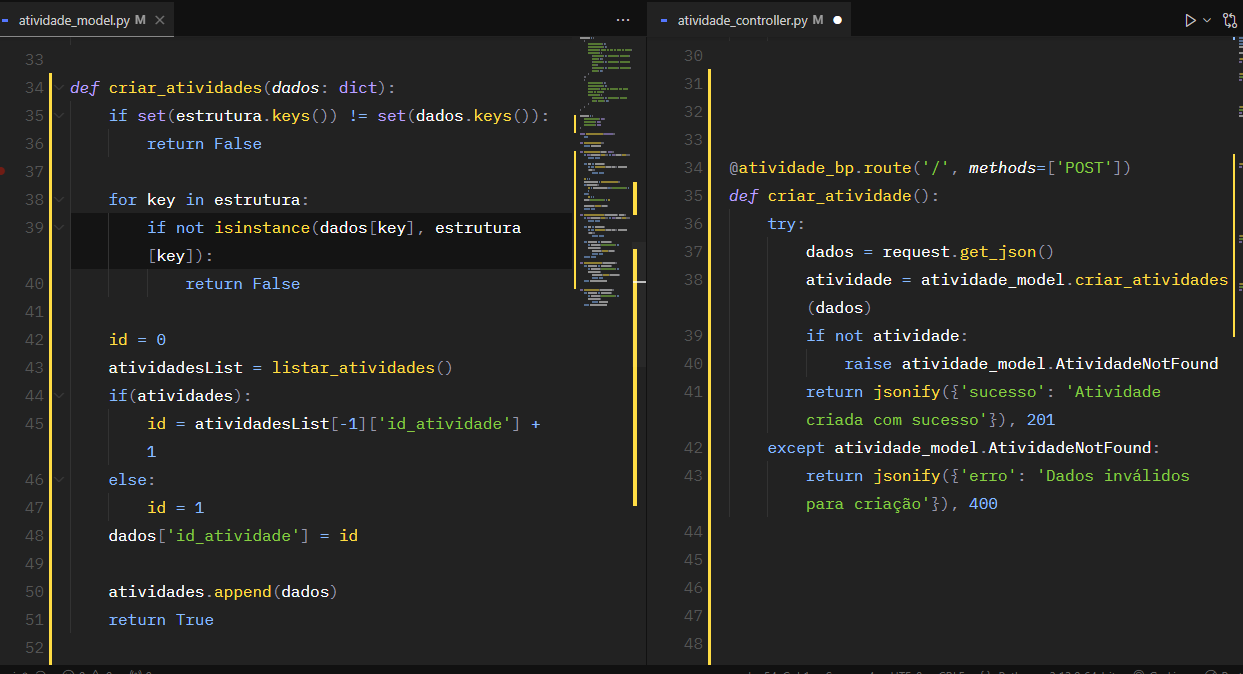 atividade_model.py M
33
34 def criar_atividades(dados: dict):
35 if set(estrutura.keys()) != set(dados.keys()):
36 return False
37
38 for key in estrutura:
39 if not isinstance(dados[key], estrutura
[key]):
40 return False
41
42 id = 0
43 atividadesList = listar_atividades()
44 if(atividades):
45 id = atividadesList[-1]['id_atividade'] +
1
46 else:
47 id = 1
48 dados['id_atividade'] = id
49
50 atividades.append(dados)
51 return True
52
atividade_controller.py M
30
31
32
33
34 @atividade_bp.route('/', methods=['POST'])
35 def criar_atividade():
36 try:
37 dados = request.get_json()
38 atividade = atividade_model.criar_atividades
(dados)
39 if not atividade:
40 raise atividade_model.AtividadeNotFound
41 return jsonify({'sucesso': 'Atividade
criada com sucesso'}), 201
42 except atividade_model.AtividadeNotFound:
43 return jsonify({'erro': 'Dados inválidos
para criação'}), 400
44
45
46
47
48